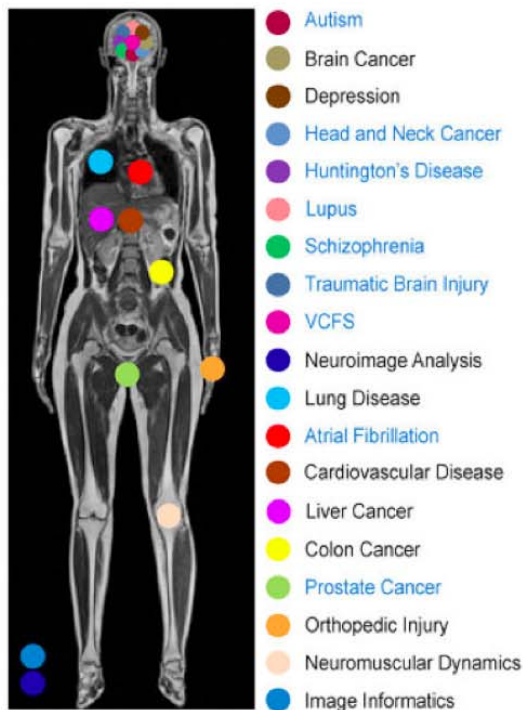 Autism
Brain Cancer
Depression
Head and Neck Cancer
Huntington's Disease
Lupus
Schizophrenia
Traumatic Brain Injury
VCFS
Neuroimage Analysis
Lung Disease
Atrial Fibrillation
Cardiovascular Disease
Liver Cancer
Colon Cancer
Prostate Cancer
Orthopedic Injury
Neuromuscular Dynamics
Image Informatics